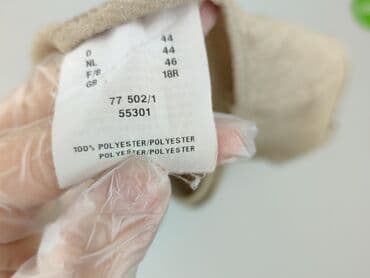 44
D 44
NL 46
F/B
GB 18R
77 502/1
55301
100% POLYESTER/POLYESTER
POLYESTER/POLYESTER